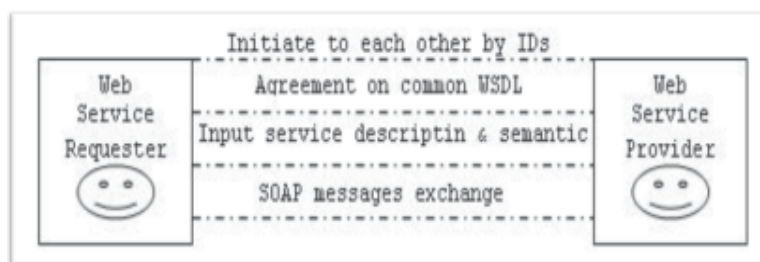 Initiate to each other by IDs
Web
Service
Requester
Agreement on common WSDL
Input service descriptin & semantic
SOAP messages exchange
Web
Service
Provider